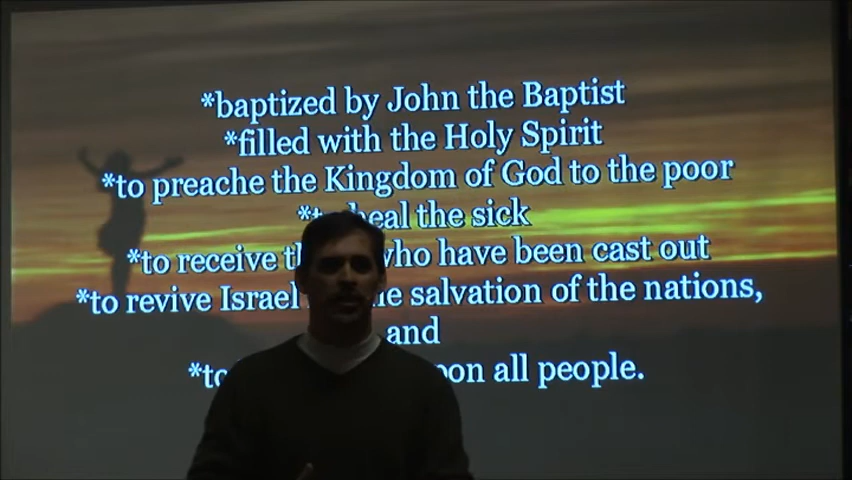 *baptized by John the Baptist
*filled with the Holy Spirit
*to preache the Kingdom of God to the poor
heal the sick
*to receive who have been cast out
*to revive Israel salvation of the nations,
and
all people.